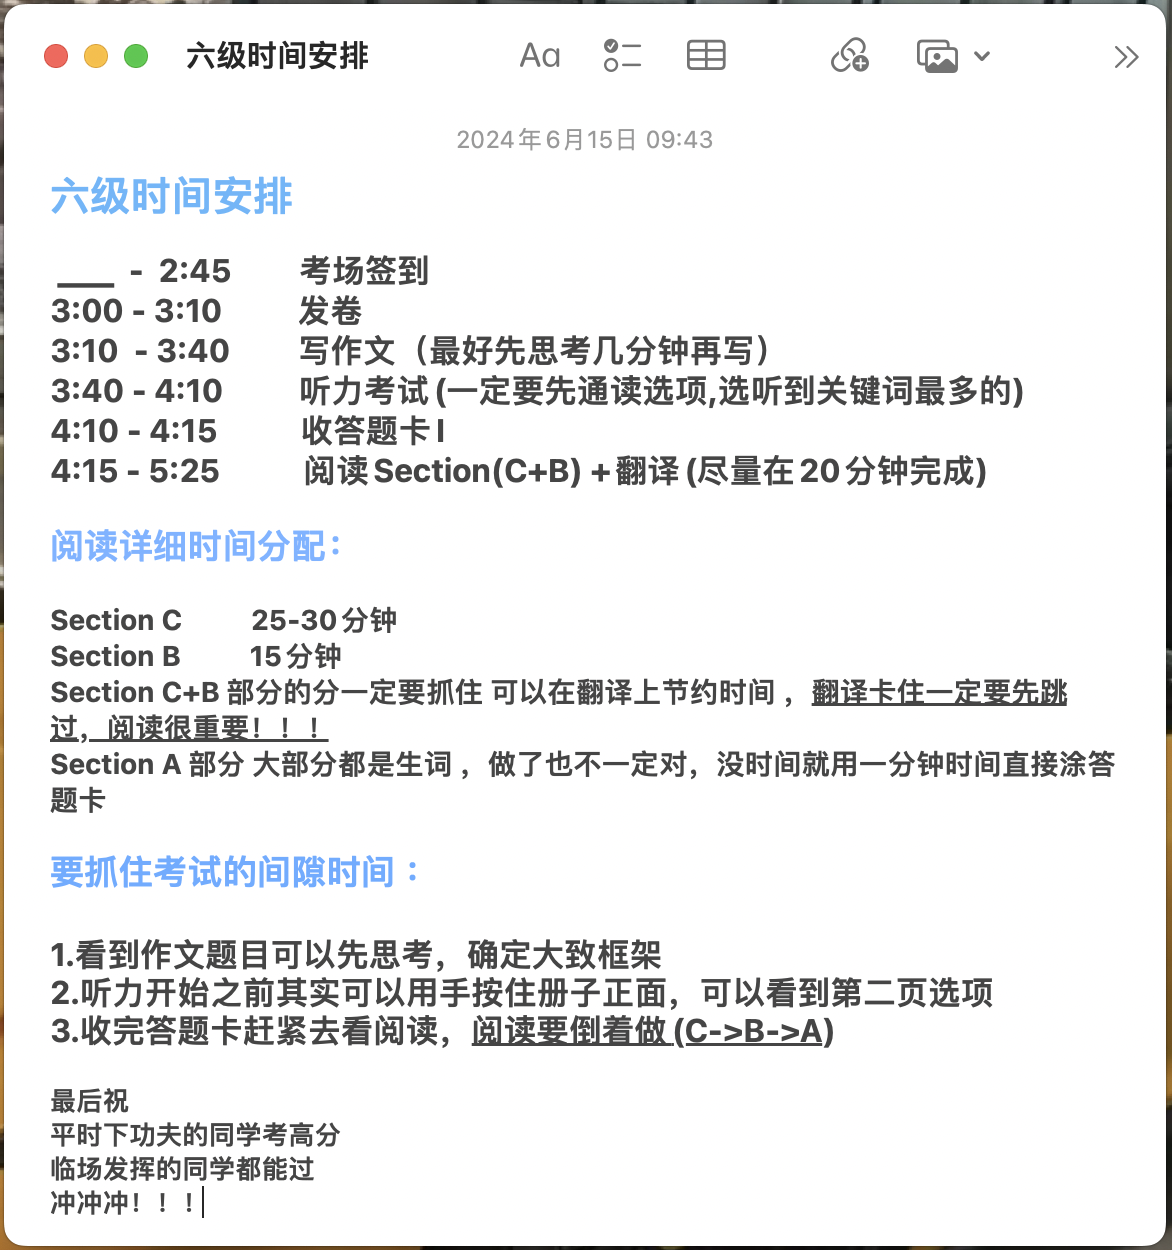 六级时间安排
Aa
2024年6月15日 09:43
六级时间安排
____ - 2:45 考场签到
3:00 - 3:10 发卷
3:10 - 3:40 写作文（最好先思考几分钟再写）
3:40 - 4:10 听力考试(一定要先通读选项,选听到关键词最多的)
4:10 - 4:15 收答题卡I
4:15 - 5:25 阅读Section(C+B) +翻译(尽量在20分钟完成)
阅读详细时间分配：
Section C 25-30分钟
Section B 15分钟
Section C+B 部分的分一定要抓住 可以在翻译上节约时间 ，翻译卡住一定要先跳
过，阅读很重要！！！
Section A 部分 大部分都是生词 ，做了也不一定对，没时间就用一分钟时间直接涂答
题卡
要抓住考试的间隙时间：
1.看到作文题目可以先思考，确定大致框架
2.听力开始之前其实可以用手按住册子正面，可以看到第二页选项
3.收完答题卡赶紧去看阅读，阅读要倒着做(C->B->A)
最后祝
平时下功夫的同学考高分
临场发挥的同学都能过
冲冲冲！！！